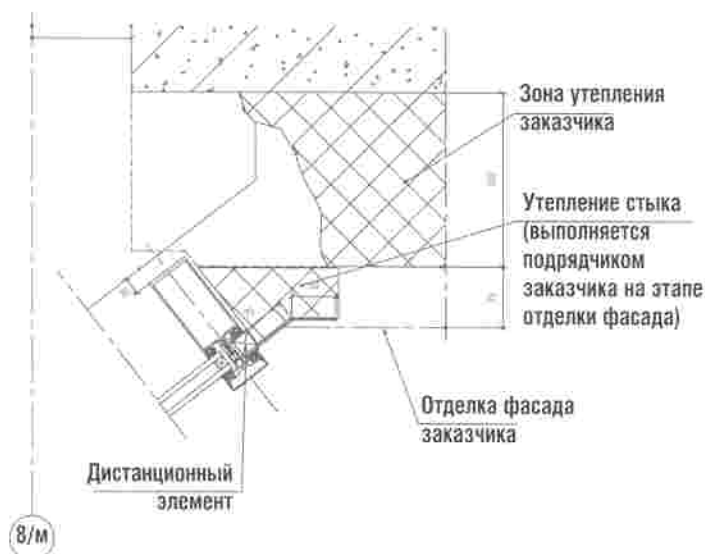 Зона утепления
заказчика
Утепление стыка
(выполняется
подрядчиком
заказчика на этапе
отделки фасада)
Отделка фасада
заказчика
Дистанционный
элемент
8/м